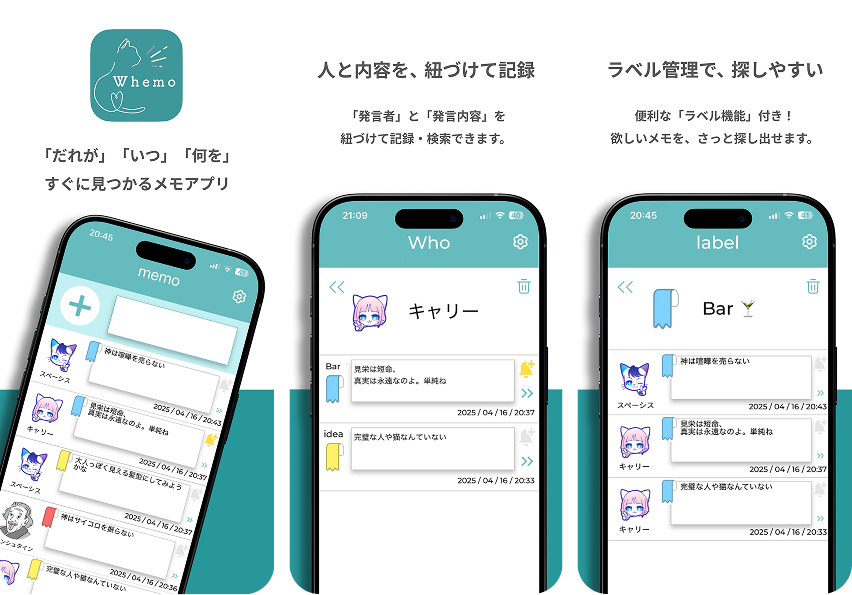 Whemo
「だれが」「いつ」「何を」
すぐに見つかるメモアプリ
20:45
41
memo
神は喧嘩を売らない
スペーシス
2025 / 04 / 16 / 20:43
見栄は短命、
真実は永遠なのよ。単純ね
キャリー
2025 / 04 / 16 / 20:37
大人っぽく見える髪型にしてみよう
かな
スペーシス
2025 / 04 / 16 / 20:37
神はサイコロを振らない
ンシュタイン
2025 / 04 / 16 / 20:36
完璧な人や猫なんていない
人と内容を、紐づけて記録
「発言者」と「発言内容」を
紐づけて記録・検索できます。
21:09
40
Who
キャリー
Bar
見栄は短命、
真実は永遠なのよ。単純ね
2025 / 04 / 16 / 20:37
idea
完璧な人や猫なんていない
2025 / 04 / 16 / 20:33
ラベル管理で、探しやすい
便利な「ラベル機能」付き！
欲しいメモを、さっと探し出せます。
20:45
41
label
Bar 🍸
神は喧嘩を売らない
スペーシス
2025 / 04 / 16 / 20:43
見栄は短命、
真実は永遠なのよ。単純ね
キャリー
2025 / 04 / 16 / 20:37
完璧な人や猫なんていない
キャリー
2025 / 04 / 16 / 20:33